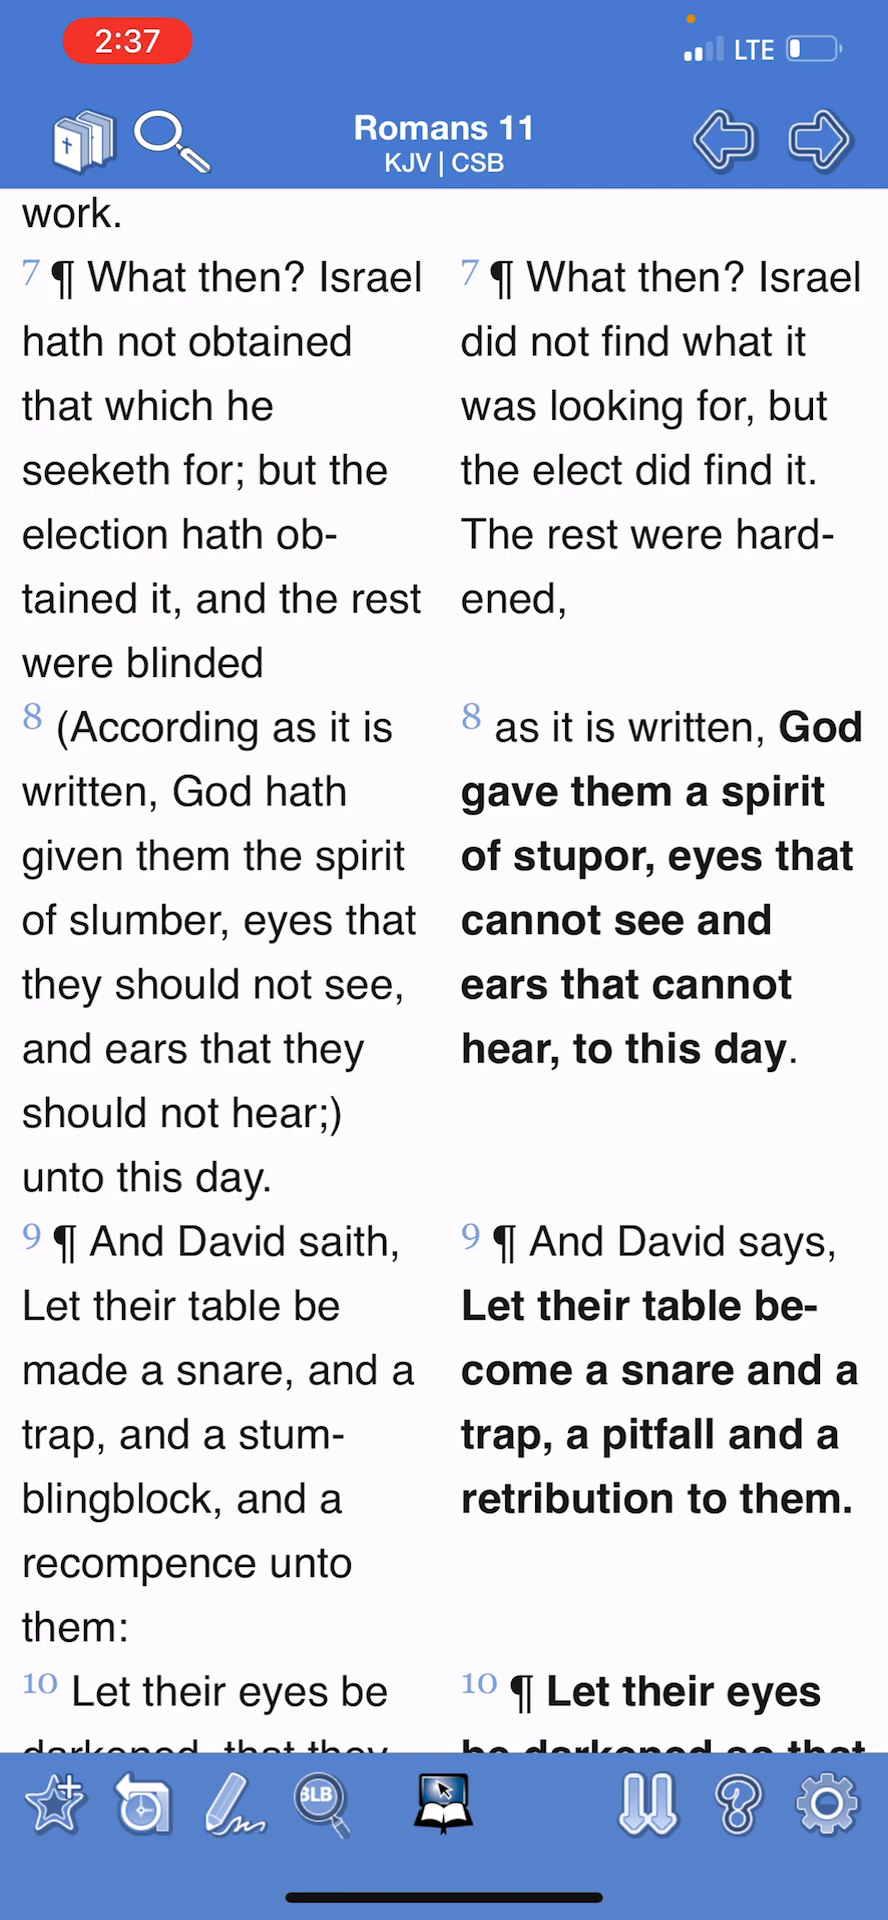 2:37
LTE
Romans 11
KJV | CSB
work.
7 ¶ What then? Israel
hath not obtained
that which he
seeketh for; but the
election hath ob-
tained it, and the rest
were blinded
8 (According as it is
written, God hath
given them the spirit
of slumber, eyes that
they should not see,
and ears that they
should not hear;)
unto this day.
9 ¶ And David saith,
Let their table be
made a snare, and a
trap, and a stum-
blingblock, and a
recompence unto
them:
10 Let their eyes be
darkened, that they
7 ¶ What then? Israel
did not find what it
was looking for, but
the elect did find it.
The rest were hard-
ened,
8 as it is written, God
gave them a spirit
of stupor, eyes that
cannot see and
ears that cannot
hear, to this day.
9 ¶ And David says,
Let their table be-
come a snare and a
trap, a pitfall and a
retribution to them.
10 ¶ Let their eyes
be darkened so that
BLB